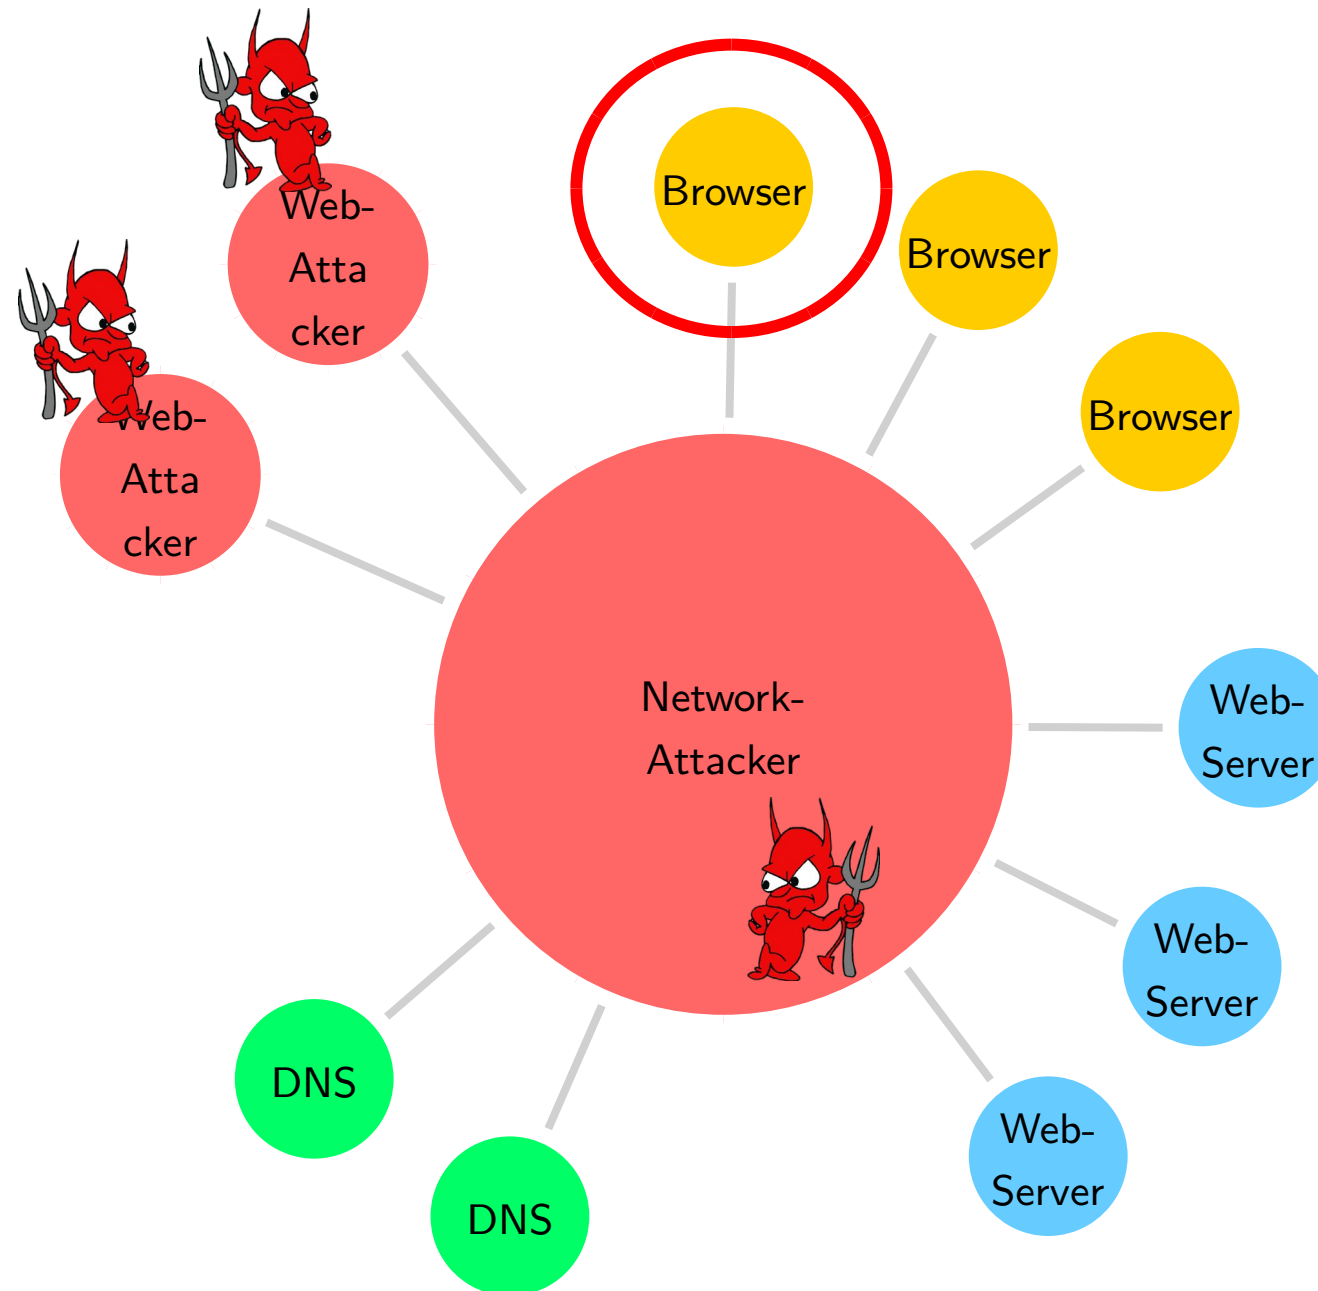 Web-
Atta
cker
Browser
Browser
Web-
Atta
cker
Browser
Network-
Attacker
Web-
Server
Web-
Server
Web-
Server
DNS
DNS